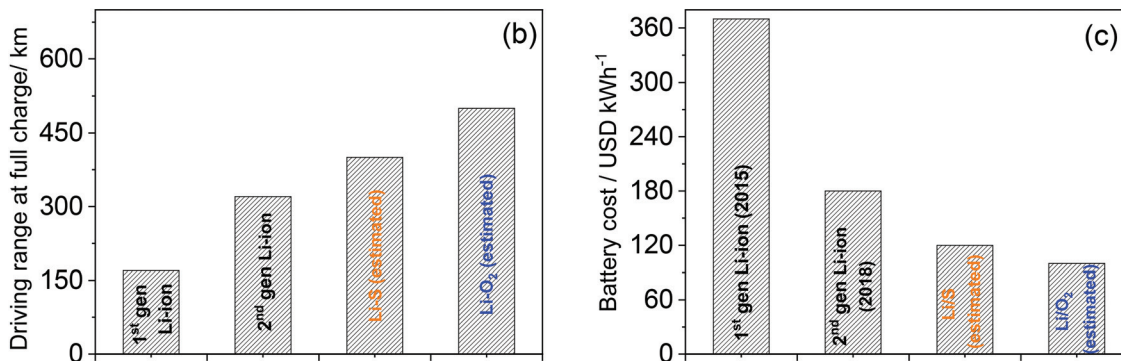 (b)
Driving range at full charge/ km
600
450
300
150
0
1st gen
Li-ion
2nd gen Li-ion
Li-S (estimated)
Li-O2 (estimated)
(c)
Battery cost / USD kWh-1
360
300
240
180
120
60
0
1st gen Li-ion (2015)
2nd gen Li-ion
(2018)
Li/S
(estimated)
Li/O2
(estimated)